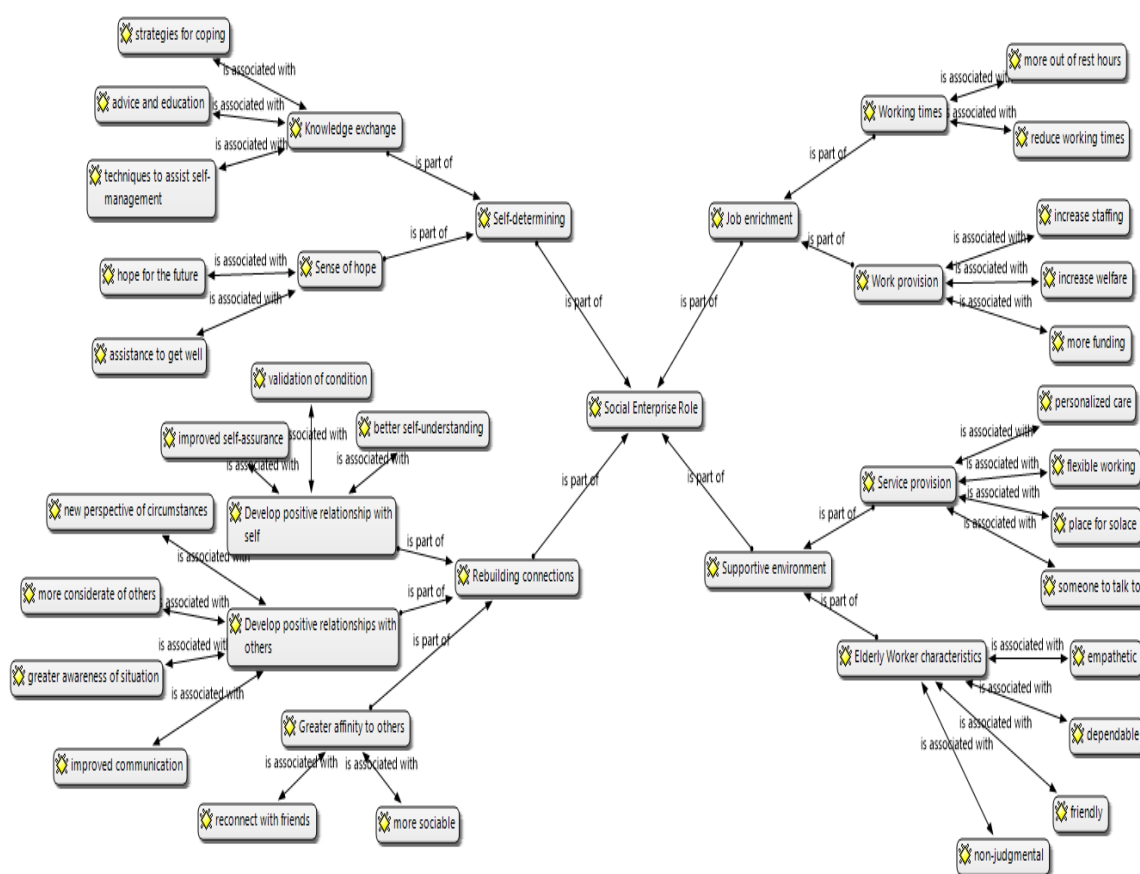 strategies for coping
is associated with
advice and education
is associated with
Knowledge exchange
is associated with
techniques to assist self-
management
is part of
Self-determining
is part of
is associated with
Sense of hope
hope for the future
is associated with
assistance to get well
is part of
more out of rest hours
is associated with
Working times
is associated with
reduce working times
is part of
Job enrichment
increase staffing
is part of
is associated with
is associated with
increase welfare
Work provision
is associated with
more funding
is part of
Social Enterprise Role
validation of condition
improved self-assurance
associated with
better self-understanding
is associated with
is associated with
new perspective of circumstances
Develop positive relationship with
self
is part of
is associated with
is part of
Rebuilding connections
more considerate of others
is associated with
is part of
Develop positive relationships with
others
is associated with
greater awareness of situation
is part of
is associated with
improved communication
Greater affinity to others
is associated with
is associated with
reconnect with friends
more sociable
personalized care
is associated with
is associated with
flexible working
Service provision
is associated with
place for solace
is part of
is associated with
is part of
Supportive environment
someone to talk to
is part of
Elderly Worker characteristics
is associated with
empathetic
is associated with
is associated with
dependable
is associated with
friendly
non-judgmental